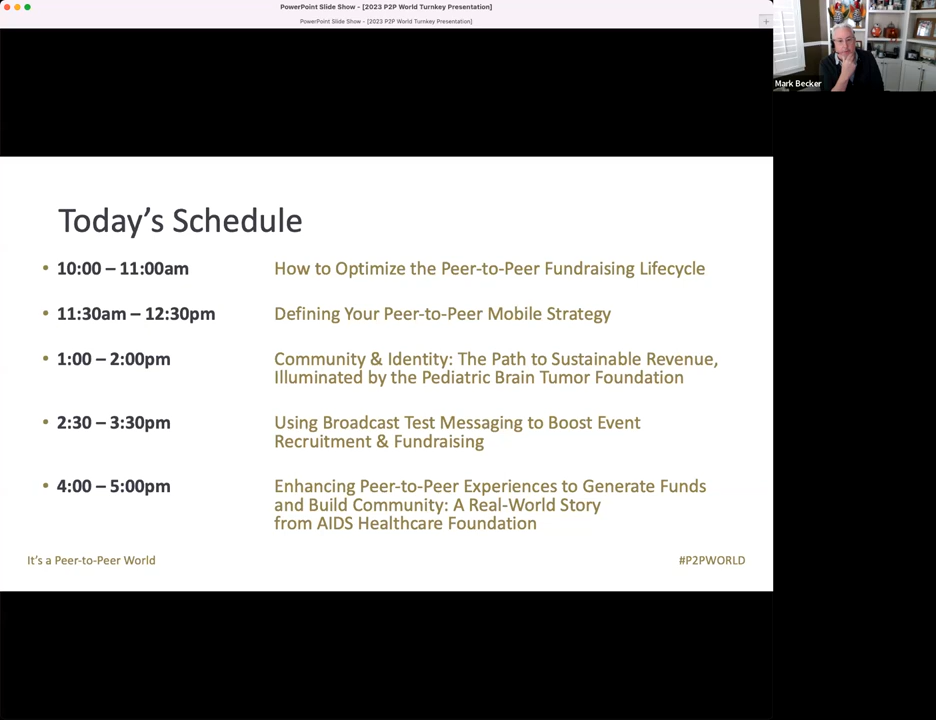 PowerPoint Slide Show - [2023 P2P World Turnkey Presentation]
PowerPoint Slide Show - [2023 P2P World Turnkey Presentation]
Mark Becker
Today's Schedule
• 10:00 – 11:00am How to Optimize the Peer-to-Peer Fundraising Lifecycle
• 11:30am – 12:30pm Defining Your Peer-to-Peer Mobile Strategy
• 1:00 – 2:00pm Community & Identity: The Path to Sustainable Revenue,
Illuminated by the Pediatric Brain Tumor Foundation
• 2:30 – 3:30pm Using Broadcast Test Messaging to Boost Event
Recruitment & Fundraising
• 4:00 – 5:00pm Enhancing Peer-to-Peer Experiences to Generate Funds
and Build Community: A Real-World Story
from AIDS Healthcare Foundation
It's a Peer-to-Peer World #P2PWORLD